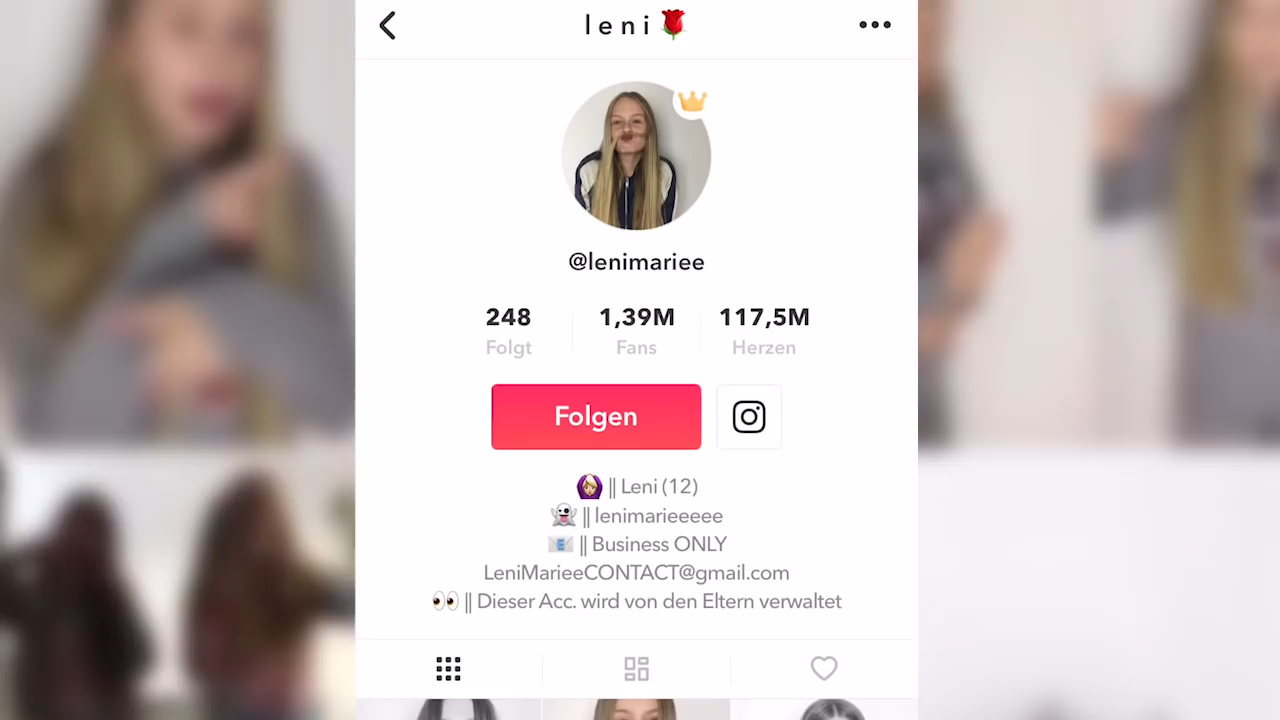 leni🌹
@lenimariee
248 1,39M 117,5M
Folgt Fans Herzen
Folgen
🙆🏼 || Leni (12)
👻 || lenimarieeeee
📧 || Business ONLY
LeniMarieeCONTACT@gmail.com
👀 || Dieser Acc. wird von den Eltern verwaltet